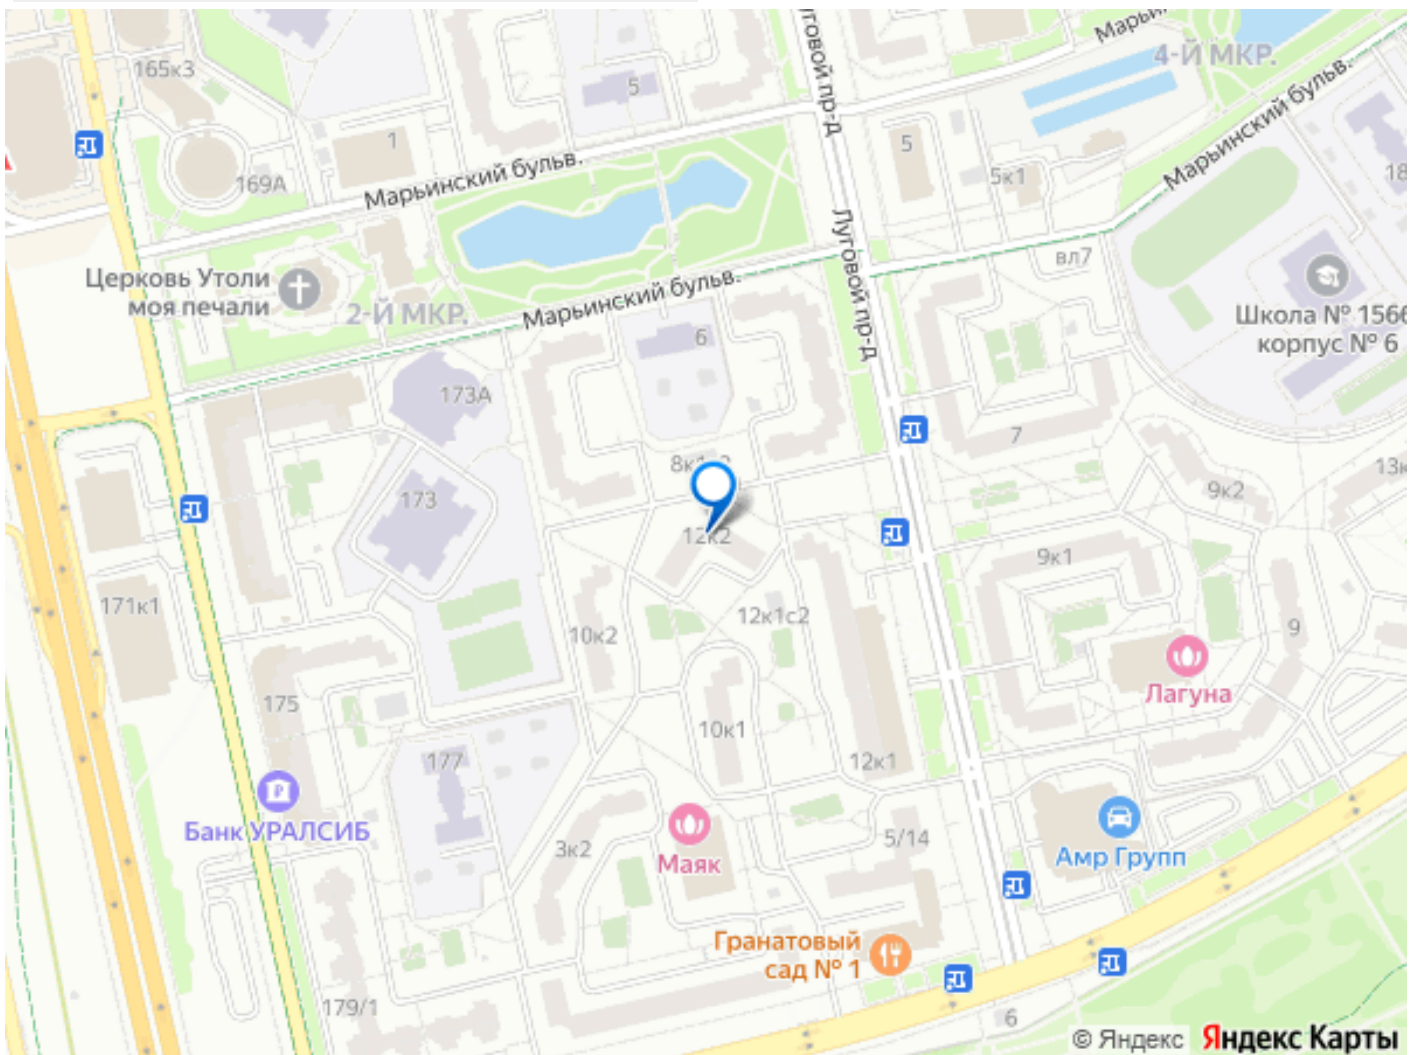 165к3
5
Луговой пр-д
4-Й МКР.
1
5
Марьинский бульв.
169А
Марьинский бульв.
5к1
18
Луговой пр-д
вл7
Церковь Утоли
моя печали
2-Й МКР.
Марьинский бульв.
Школа № 1566
корпус № 6
6
173А
7
173
9к2
12к2
9к1
171к1
12к1с2
10к2
9
175
Лагуна
10к1
177
12к1
Банк УРАЛСИБ
3к2
Маяк
5/14
Амр Групп
Гранатовый
сад № 1
179/1
6
© Яндекс Яндекс Карты